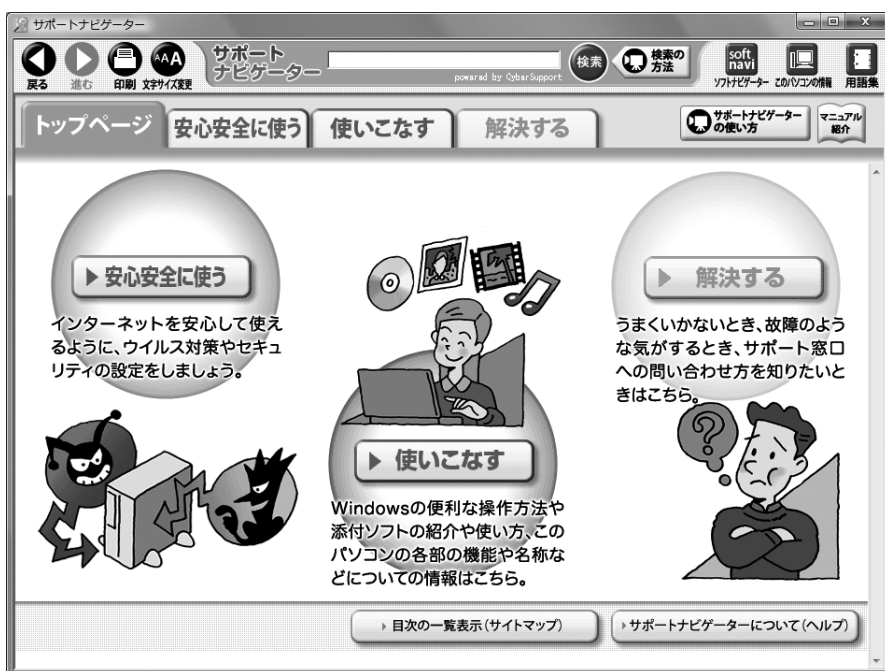 サポートナビゲーター
戻る
進む
印刷
文字サイズ変更
AAA
サポート
ナビゲーター
powered by CyberSupport
検索
検索の
方法
soft
navi
ソフトナビゲーター
このパソコンの情報
用語集
トップページ
安心安全に使う
使いこなす
解決する
サポートナビゲーター
の使い方
マニュアル
紹介
安心安全に使う
インターネットを安心して使え
るように、ウイルス対策やセキュ
リティの設定をしましょう。
使いこなす
Windowsの便利な操作方法や
添付ソフトの紹介や使い方、この
パソコンの各部の機能や名称な
どについての情報はこちら。
解決する
うまくいかないとき、故障のよう
な気がするとき、サポート窓口
への問い合わせ方を知りたいと
きはこちら。
?
目次の一覧表示(サイトマップ)
サポートナビゲーターについて(ヘルプ)